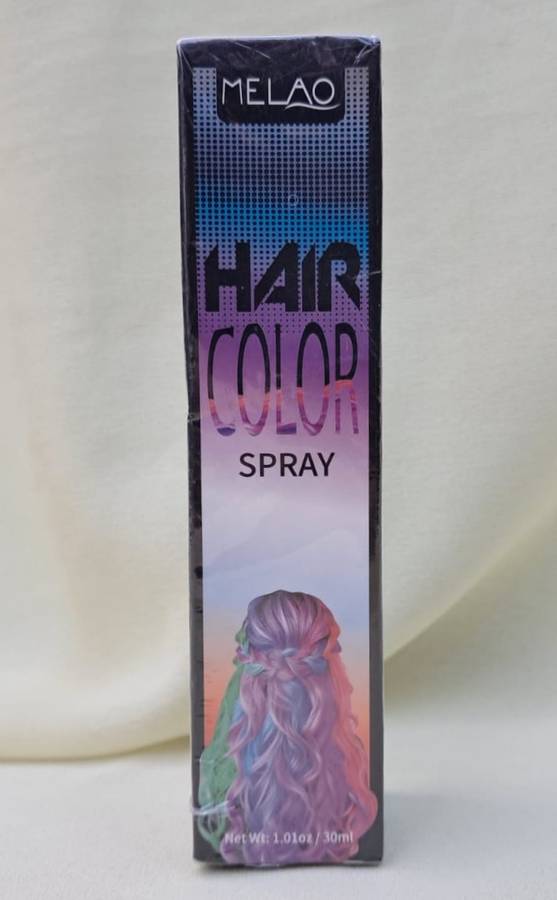 MELAO
HAIR
COLOR
SPRAY
Net Wt: 1.01oz / 30ml